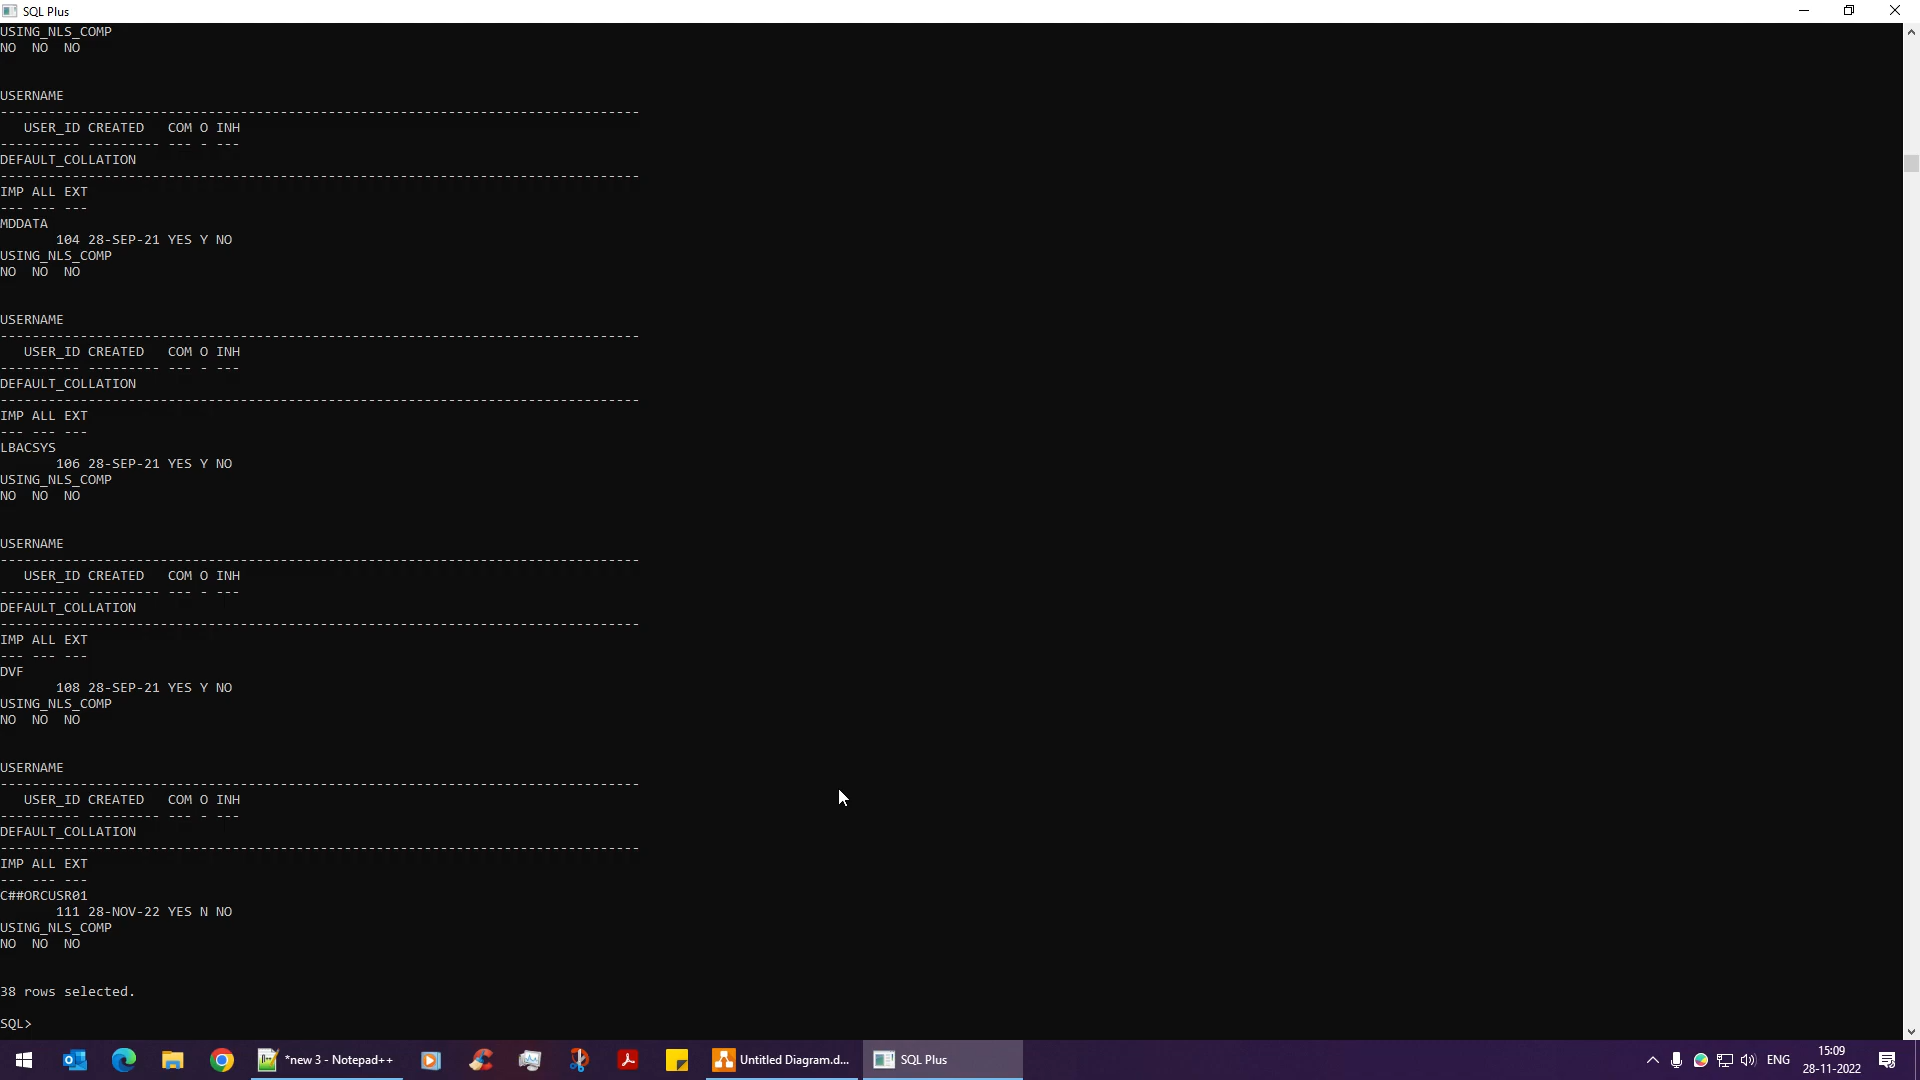 SQL Plus
USING_NLS_COMP
NO  NO  NO
USERNAME
--------------------------------------------------------------------------------
   USER_ID CREATED   COM O INH
---------- --------- --- - ---
DEFAULT_COLLATION
--------------------------------------------------------------------------------
IMP ALL EXT
--- --- ---
MDDATA
       104 28-SEP-21 YES Y NO
USING_NLS_COMP
NO  NO  NO
USERNAME
--------------------------------------------------------------------------------
   USER_ID CREATED   COM O INH
---------- --------- --- - ---
DEFAULT_COLLATION
--------------------------------------------------------------------------------
IMP ALL EXT
--- --- ---
LBACSYS
       106 28-SEP-21 YES Y NO
USING_NLS_COMP
NO  NO  NO
USERNAME
--------------------------------------------------------------------------------
   USER_ID CREATED   COM O INH
---------- --------- --- - ---
DEFAULT_COLLATION
--------------------------------------------------------------------------------
IMP ALL EXT
--- --- ---
DVF
       108 28-SEP-21 YES Y NO
USING_NLS_COMP
NO  NO  NO
USERNAME
--------------------------------------------------------------------------------
   USER_ID CREATED   COM O INH
---------- --------- --- - ---
DEFAULT_COLLATION
--------------------------------------------------------------------------------
IMP ALL EXT
--- --- ---
C##ORCUSR01
       111 28-NOV-22 YES N NO
USING_NLS_COMP
NO  NO  NO
38 rows selected.
SQL>
*new 3 - Notepad++ Untitled Diagram.d... SQL Plus ENG 15:09
28-11-2022